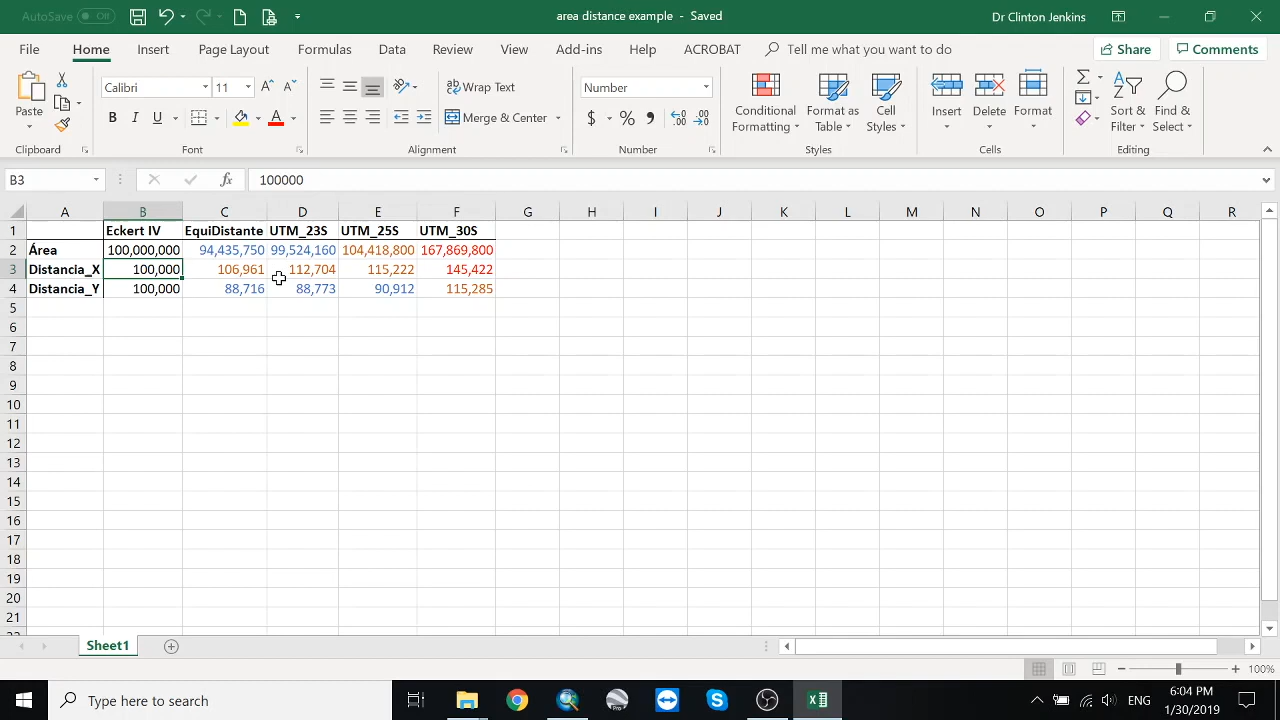 AutoSave Off
area distance example - Saved
Dr Clinton Jenkins
File Home Insert Draw Page Layout Formulas Data Review View Add-ins Help ACROBAT Tell me what you want to do Share Comments
Calibri 11 Wrap Text Number
Paste B I U Merge & Center $ % Conditional Formatting Format as Table Cell Styles Insert Delete Format Sort & Filter Find & Select
Clipboard Font Alignment Number Styles Cells Editing
B3 fx 100000
A B C D E F G H I J K L M N O P Q R
1 Eckert IV EquiDistante UTM_23S UTM_25S UTM_30S
2 Área 100,000,000 94,435,750 99,524,160 104,418,800 167,869,800
3 Distancia_X 100,000 106,961 112,704 115,222 145,422
4 Distancia_Y 100,000 88,716 88,773 90,912 115,285
5
6
7
8
9
10
11
12
13
14
15
16
17
18
19
20
21
Sheet1
100%
Type here to search
ENG
6:04 PM
1/30/2019